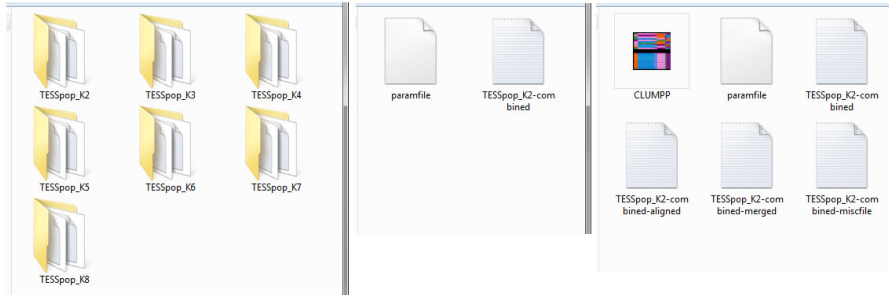 TESSpop_K2
TESSpop_K3
TESSpop_K4
TESSpop_K5
TESSpop_K6
TESSpop_K7
TESSpop_K8
paramfile
TESSpop_K2-com
bined
CLUMPP
paramfile
TESSpop_K2-com
bined
TESSpop_K2-com
bined-aligned
TESSpop_K2-com
bined-merged
TESSpop_K2-com
bined-miscfile